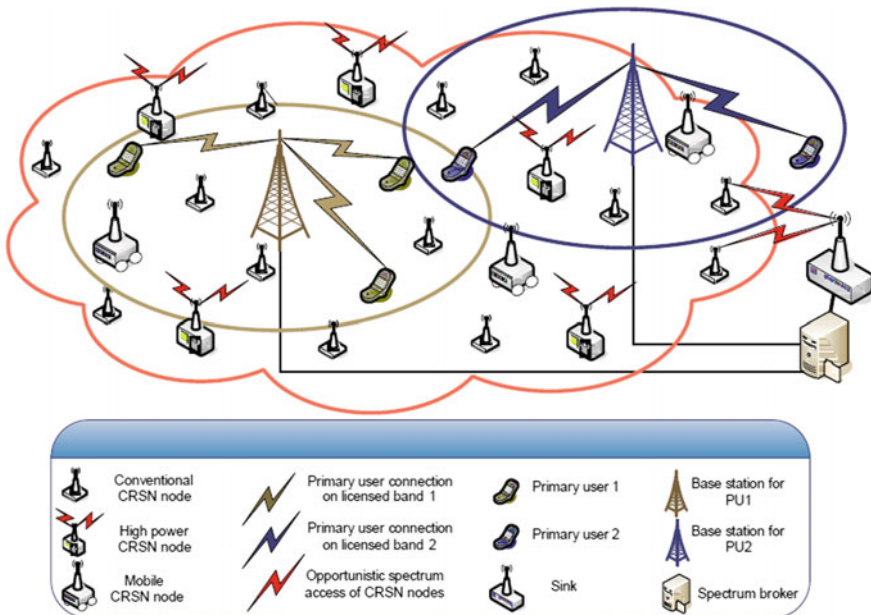 Conventional
CRSN node
Primary user connection
on licensed band 1
Primary user 1
Base station for
PU1
High power
CRSN node
Primary user connection
on licensed band 2
Primary user 2
Base station for
PU2
Mobile
CRSN node
Opportunistic spectrum
access of CRSN nodes
Sink
Spectrum broker